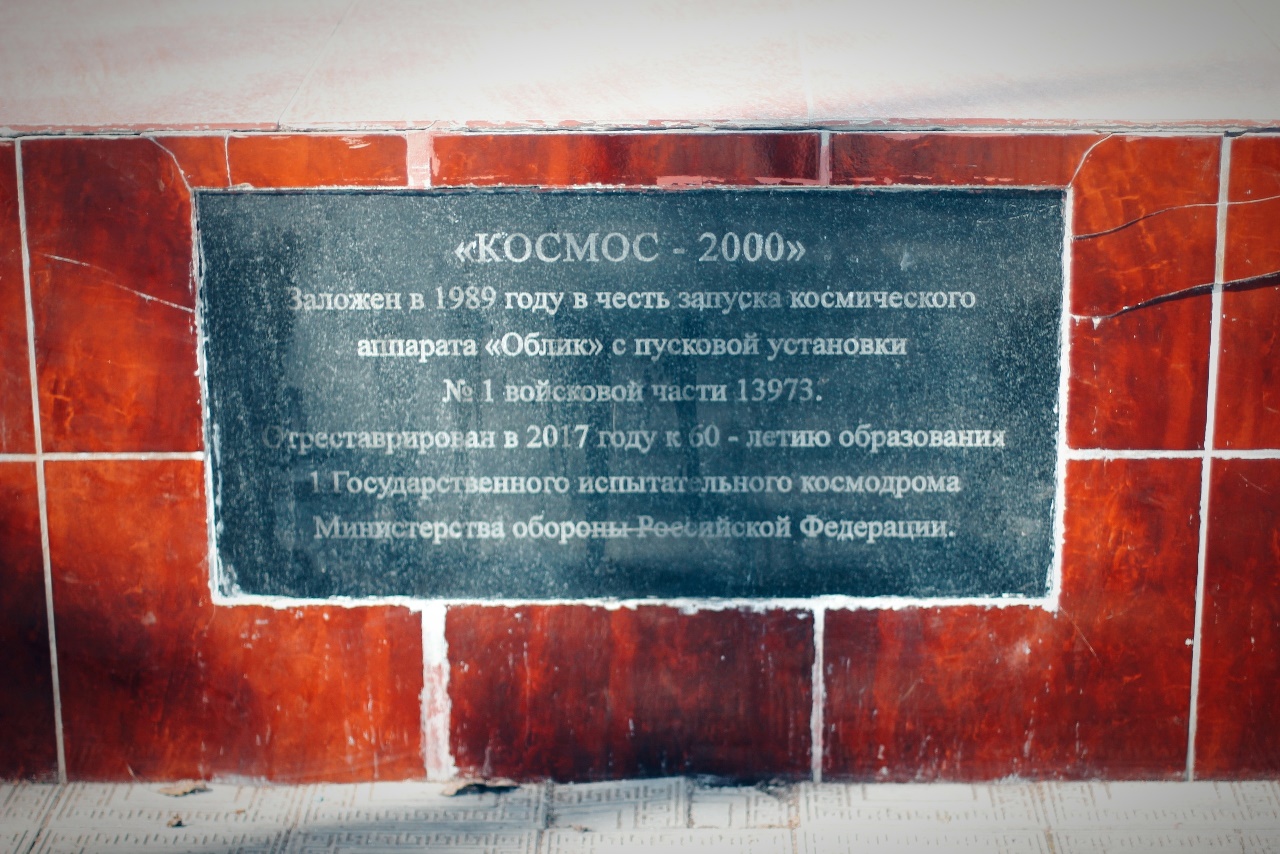 «КОСМОС - 2000»
Заложен в 1989 году в честь запуска космического
аппарата «Облик» с пусковой установки
№ 1 войсковой части 13973.
Отреставрирован в 2017 году к 60 - летию образования
1 Государственного испытательного космодрома
Министерства обороны Российской Федерации.